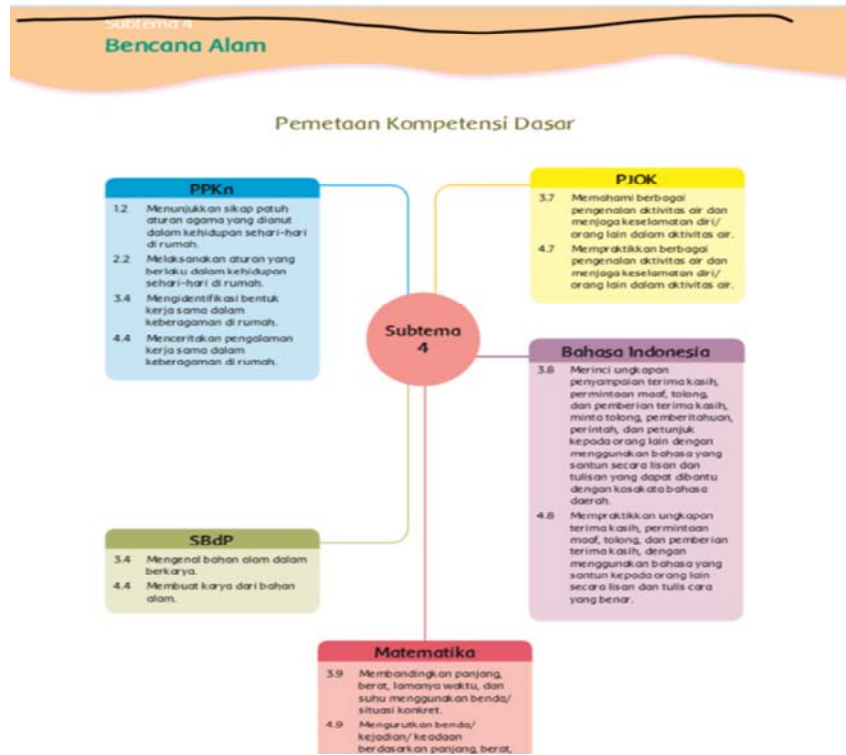 Subtema 4
Bencana Alam
Pemetaan Kompetensi Dasar
PPKn
1.2 Menunjukkan sikap patuh
aturan agama yang dianut
dalam kehidupan sehari-hari
di rumah.
2.2 Melaksanakan aturan yang
berlaku dalam kehidupan
sehari-hari di rumah.
3.4 Mengidentifikasi bentuk
kerja sama dalam
keberagaman di rumah.
4.4 Menceritakan pengalaman
kerja sama dalam
keberagaman di rumah.
PJOK
3.7 Memahami berbagai
pengenalan aktivitas air dan
menjaga keselamatan diri/
orang lain dalam aktivitas air.
4.7 Mempraktikkan berbagai
pengenalan aktivitas air dan
menjaga keselamatan diri/
orang lain dalam aktivitas air.
Subtema
4
Bahasa Indonesia
3.8 Merinci ungkapan
penyampaian terima kasih,
permintaan maaf, tolong,
dan pemberian terima kasih,
minta tolong, pemberitahuan,
perintah, dan petunjuk
kepada orang lain dengan
menggunakan bahasa yang
santun secara lisan dan
tulisan yang dapat dibantu
dengan kosakata bahasa
daerah.
4.8 Mempraktikkan ungkapan
terima kasih, permintaan
maaf, tolong, dan pemberian
terima kasih, dengan
menggunakan bahasa yang
santun kepada orang lain
secara lisan dan tulis cara
yang benar.
SBdP
3.4 Mengenal bahan alam dalam
berkarya.
4.4 Membuat karya dari bahan
alam.
Matematika
3.9 Membandingkan panjang,
berat, lamanya waktu, dan
suhu menggunakan benda/
situasi konkret.
4.9 Mengurutkan benda/
kejadian/ keadaan
berdasarkan panjang, berat,